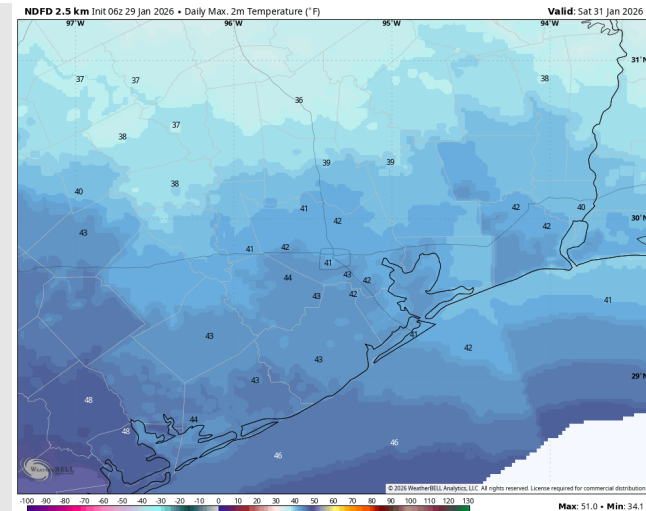 NDFD 2.5 km Init 06z 29 Jan 2026 • Daily Max. 2m Temperature (°F)
Valid: Sat 31 Jan 2026
97°W 96°W 95°W 94°W
31°N
37 37 38
36
37
38
39 39
38
40
41 42 40
30°N
42 42
43
41 42
41
44 43 42
43 42
41
43 41
42
43
29°N
43
48
44
48
46
46
WeatherBELL
© 2026 WeatherBELL Analytics, LLC. All rights reserved. License required for commercial distribution
-100 -90 -80 -70 -60 -50 -40 -30 -20 -10 0 10 20 30 40 50 60 70 80 90 100 110 120 130
Max: 51.0 • Min: 34.1